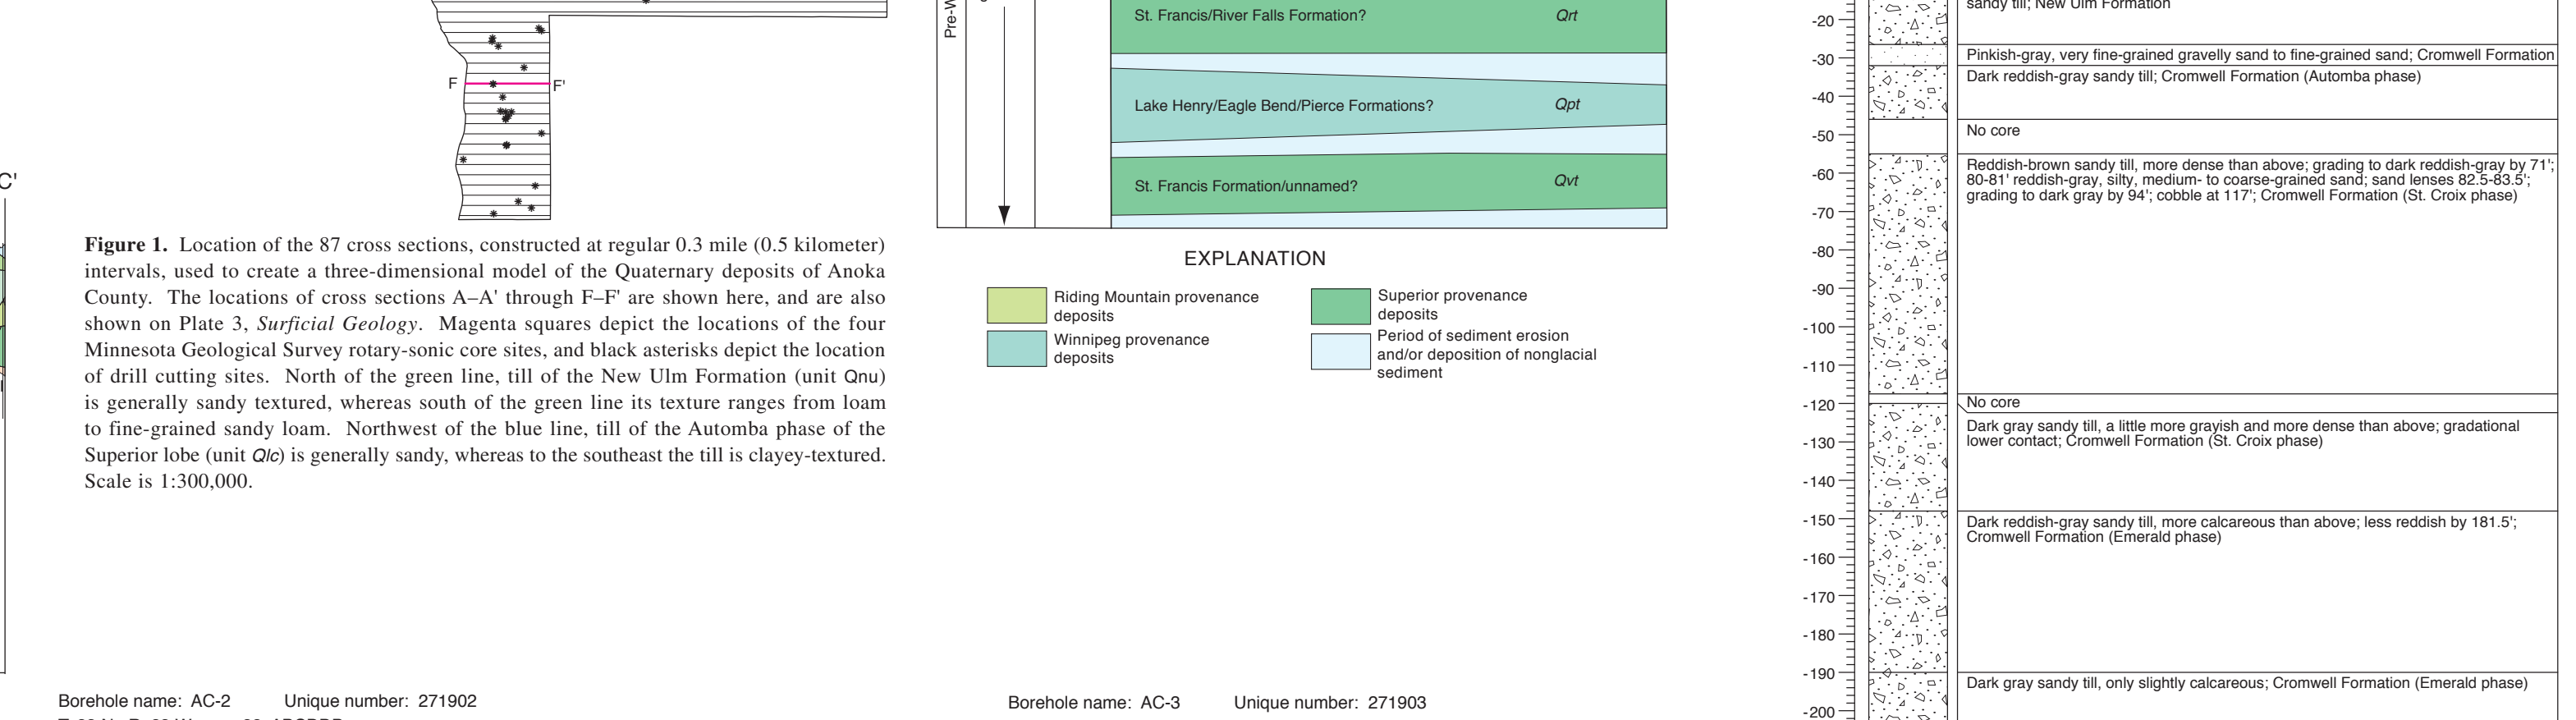 C'
F
F'
Figure 1. Location of the 87 cross sections, constructed at regular 0.3 mile (0.5 kilometer)
intervals, used to create a three-dimensional model of the Quaternary deposits of Anoka
County. The locations of cross sections A–A' through F–F' are shown here, and are also
shown on Plate 3, Surficial Geology. Magenta squares depict the locations of the four
Minnesota Geological Survey rotary-sonic core sites, and black asterisks depict the location
of drill cutting sites. North of the green line, till of the New Ulm Formation (unit Qnu)
is generally sandy textured, whereas south of the green line its texture ranges from loam
to fine-grained sandy loam. Northwest of the blue line, till of the Automba phase of the
Superior lobe (unit Qlc) is generally sandy, whereas to the southeast the till is clayey-textured.
Scale is 1:300,000.
Borehole name: AC-2 Unique number: 271902
Pre-W
St. Francis/River Falls Formation? Qrt
Lake Henry/Eagle Bend/Pierce Formations? Qpt
St. Francis Formation/unnamed? Qvt
EXPLANATION
Riding Mountain provenance
deposits
Winnipeg provenance
deposits
Superior provenance
deposits
Period of sediment erosion
and/or deposition of nonglacial
sediment
Borehole name: AC-3 Unique number: 271903
-20
-30
-40
-50
-60
-70
-80
-90
-100
-110
-120
-130
-140
-150
-160
-170
-180
-190
-200
sandy till; New Ulm Formation
Pinkish-gray, very fine-grained gravelly sand to fine-grained sand; Cromwell Formation
Dark reddish-gray sandy till; Cromwell Formation (Automba phase)
No core
Reddish-brown sandy till, more dense than above; grading to dark reddish-gray by 71';
80-81' reddish-gray, silty, medium- to coarse-grained sand; sand lenses 82.5-83.5';
grading to dark gray by 94'; cobble at 117'; Cromwell Formation (St. Croix phase)
No core
Dark gray sandy till, a little more grayish and more dense than above; gradational
lower contact; Cromwell Formation (St. Croix phase)
Dark reddish-gray sandy till, more calcareous than above; less reddish by 181.5';
Cromwell Formation (Emerald phase)
Dark gray sandy till, only slightly calcareous; Cromwell Formation (Emerald phase)